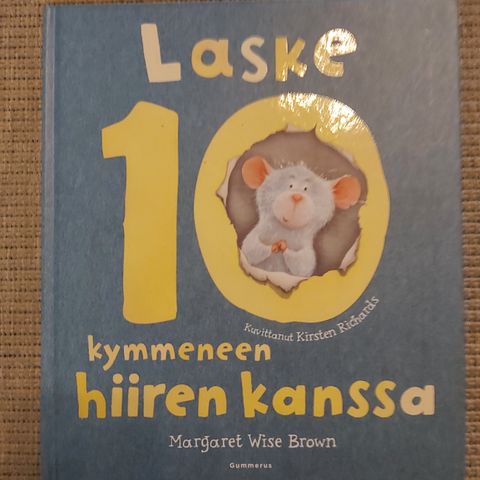 Laske
10
Kuvittanut Kirsten Richards
kymmeneen
hiiren kanssa
Margaret Wise Brown
Gummerus